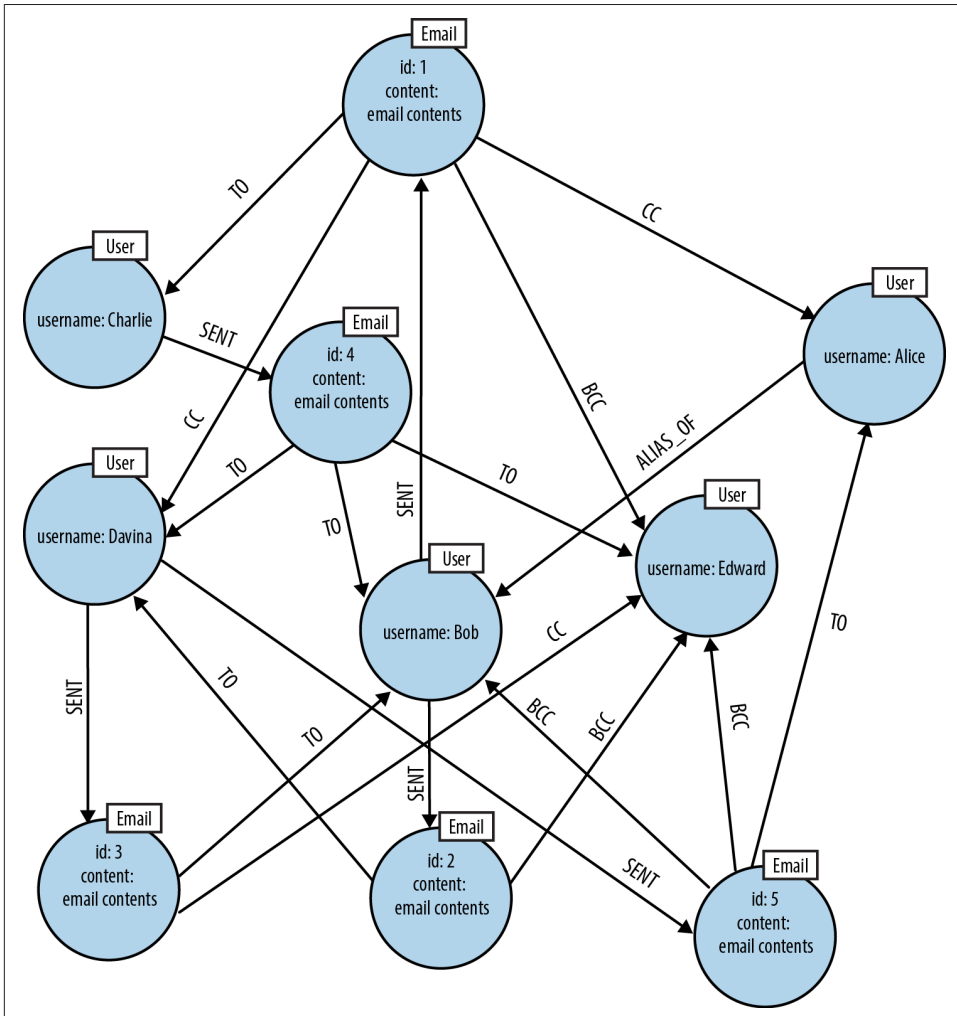 Email
id: 1
content:
email contents
TO
CC
User
username: Charlie
SENT
Email
id: 4
content:
email contents
User
username: Alice
CC
BCC
ALIAS_OF
TO
TO
TO
SENT
User
username: Davina
User
username: Edward
User
username: Bob
CC
TO
SENT
TO
TO
BCC
BCC
BCC
SENT
SENT
Email
id: 3
content:
email contents
Email
id: 2
content:
email contents
Email
id: 5
content:
email contents